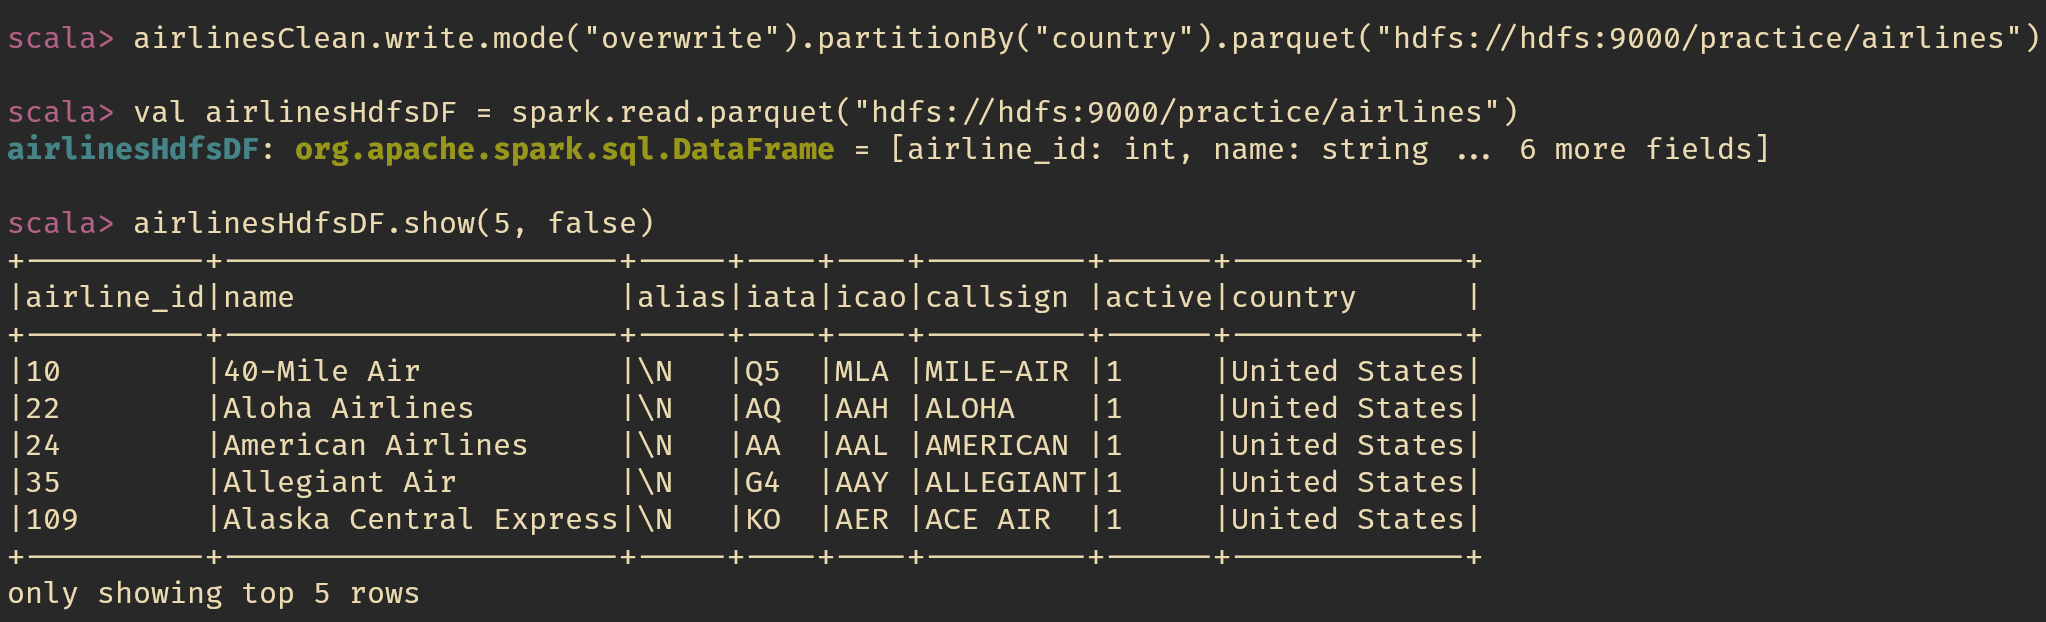 scala> airlinesClean.write.mode("overwrite").partitionBy("country").parquet("hdfs://hdfs:9000/practice/airlines")
scala> val airlinesHdfsDF = spark.read.parquet("hdfs://hdfs:9000/practice/airlines")
airlinesHdfsDF: org.apache.spark.sql.DataFrame = [airline_id: int, name: string ... 6 more fields]
scala> airlinesHdfsDF.show(5, false)
+----------+----------------------+-----+----+----+---------+------+-------------+
|airline_id|name                  |alias|iata|icao|callsign |active|country      |
+----------+----------------------+-----+----+----+---------+------+-------------+
|10        |40-Mile Air           |\N   |Q5  |MLA |MILE-AIR |1     |United States|
|22        |Aloha Airlines        |\N   |AQ  |AAH |ALOHA    |1     |United States|
|24        |American Airlines     |\N   |AA  |AAL |AMERICAN |1     |United States|
|35        |Allegiant Air         |\N   |G4  |AAY |ALLEGIANT|1     |United States|
|109       |Alaska Central Express|\N   |KO  |AER |ACE AIR  |1     |United States|
+----------+----------------------+-----+----+----+---------+------+-------------+
only showing top 5 rows